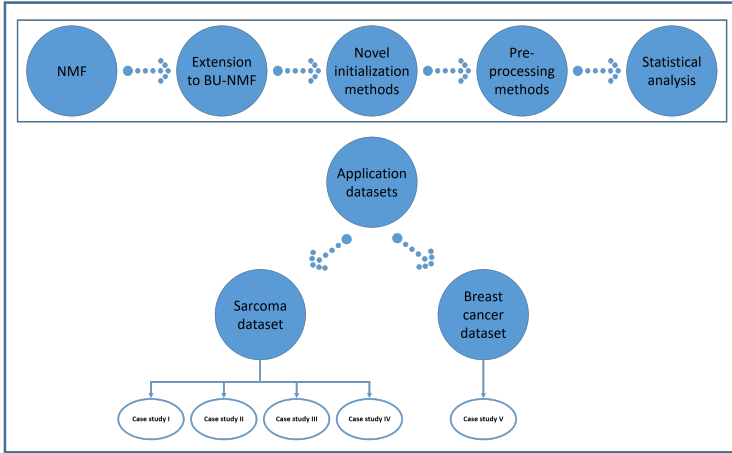 NMF
Extension
to BU-NMF
Novel
initialization
methods
Pre-
processing
methods
Statistical
analysis
Application
datasets
Sarcoma
dataset
Breast
cancer
dataset
Case study I
Case study II
Case study III
Case study IV
Case study V